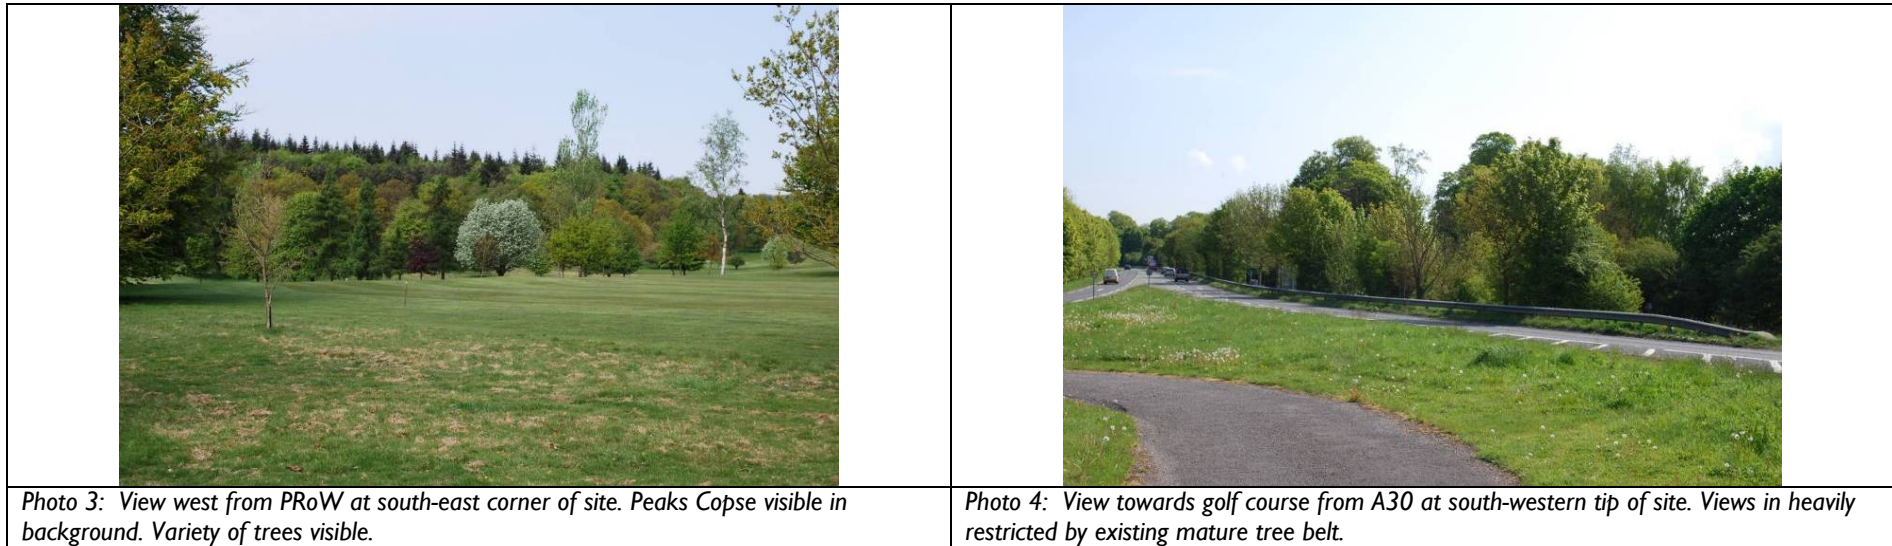 Photo 3: View west from PRoW at south-east corner of site. Peaks Copse visible in
background. Variety of trees visible.
Photo 4: View towards golf course from A30 at south-western tip of site. Views in heavily
restricted by existing mature tree belt.